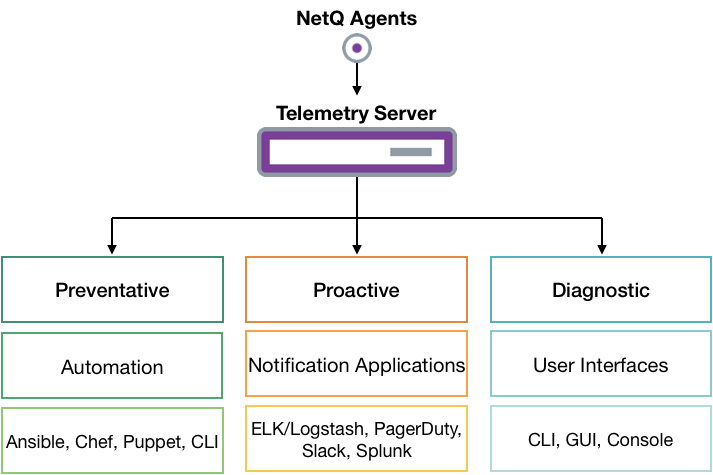 NetQ Agents
Telemetry Server
Preventative
Proactive
Diagnostic
Automation
Notification Applications
User Interfaces
Ansible, Chef, Puppet, CLI
ELK/Logstash, PagerDuty,
Slack, Splunk
CLI, GUI, Console